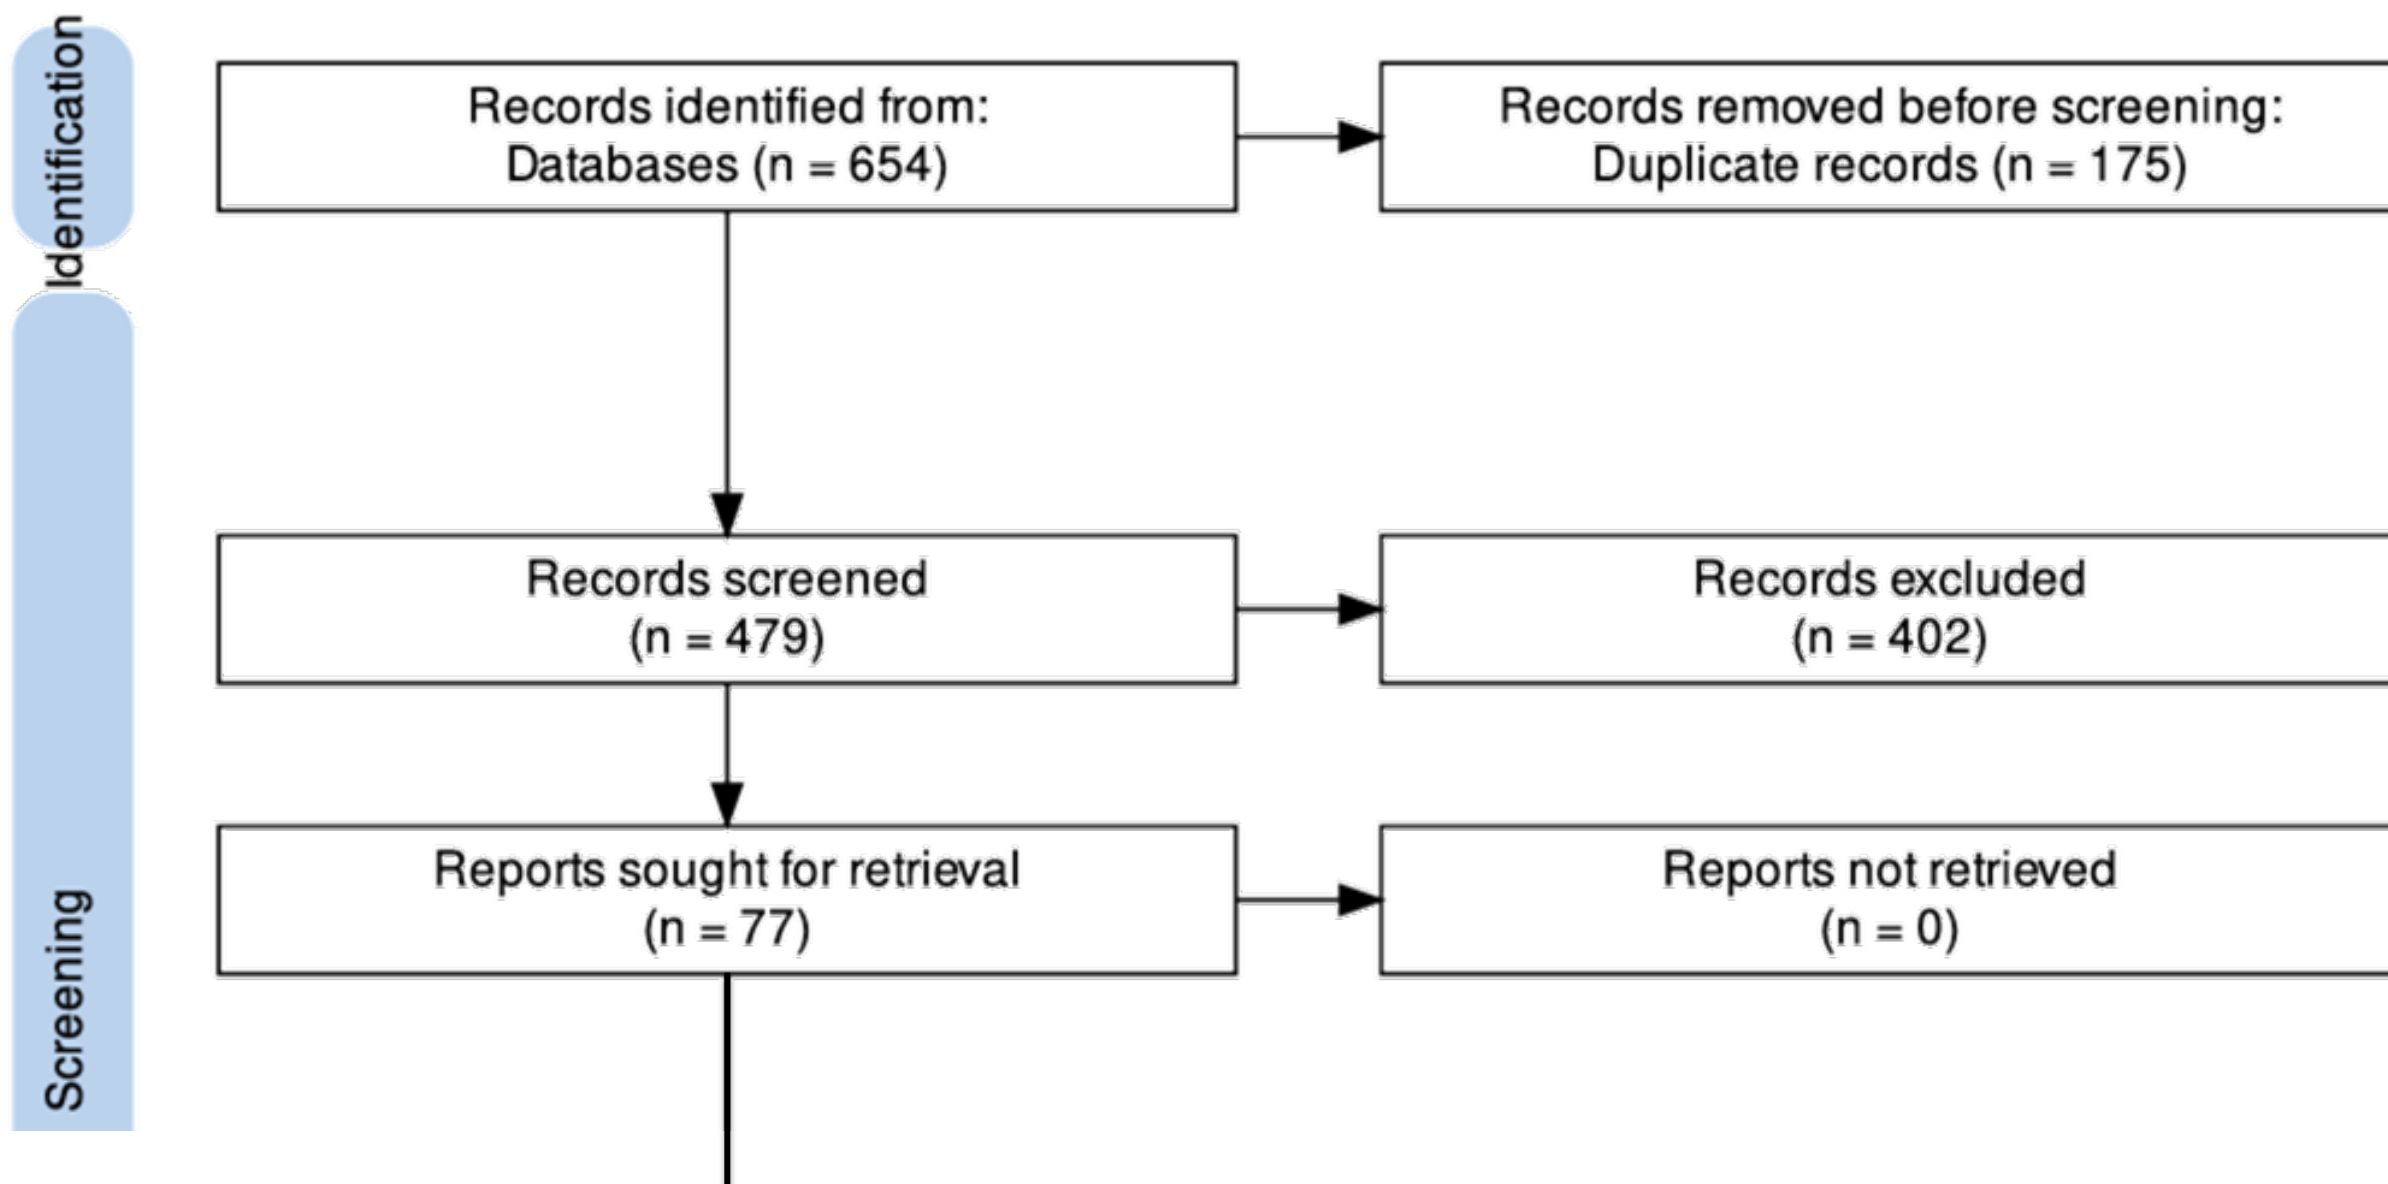 Identification
Records identified from:
Databases (n = 654)
Records removed before screening:
Duplicate records (n = 175)
Screening
Records screened
(n = 479)
Records excluded
(n = 402)
Reports sought for retrieval
(n = 77)
Reports not retrieved
(n = 0)